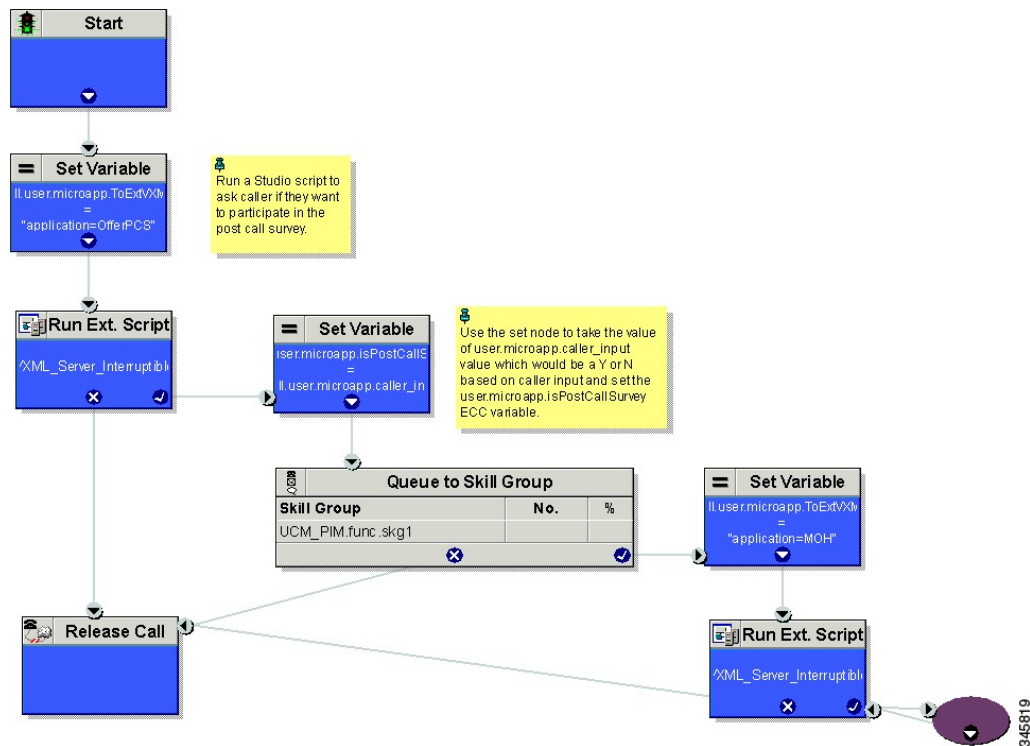 Start
Set Variable
ll.user.microapp.ToExtVXM
=
"application=OfferPCS"
Run a Studio script to
ask caller if they want
to participate in the
post call survey.
Run Ext. Script
VXML_Server_Interruptible
Set Variable
user.microapp.isPostCallS
=
ll.user.microapp.caller_in
Use the set node to take the value
of user.microapp.caller_input
value which would be a Y or N
based on caller input and set the
user.microapp.isPostCallSurvey
ECC variable.
Queue to Skill Group
Skill Group No. %
UCM_PIM.func.skg1
Set Variable
ll.user.microapp.ToExtVXM
=
"application=MOH"
Release Call
Run Ext. Script
VXML_Server_Interruptible
345819